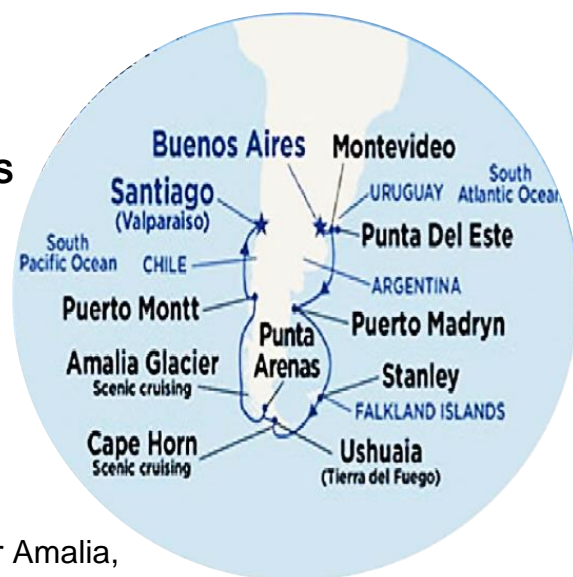 s
Buenos Aires
Montevideo
Santiago
(Valparaiso)
URUGUAY
South
Atlantic Ocean
Punta Del Este
South
Pacific Ocean
CHILE
ARGENTINA
Puerto Montt
Punta
Arenas
Puerto Madryn
Amalia Glacier
Scenic cruising
Stanley
FALKLAND ISLANDS
Cape Horn
Scenic cruising
Ushuaia
(Tierra del Fuego)
r Amalia,